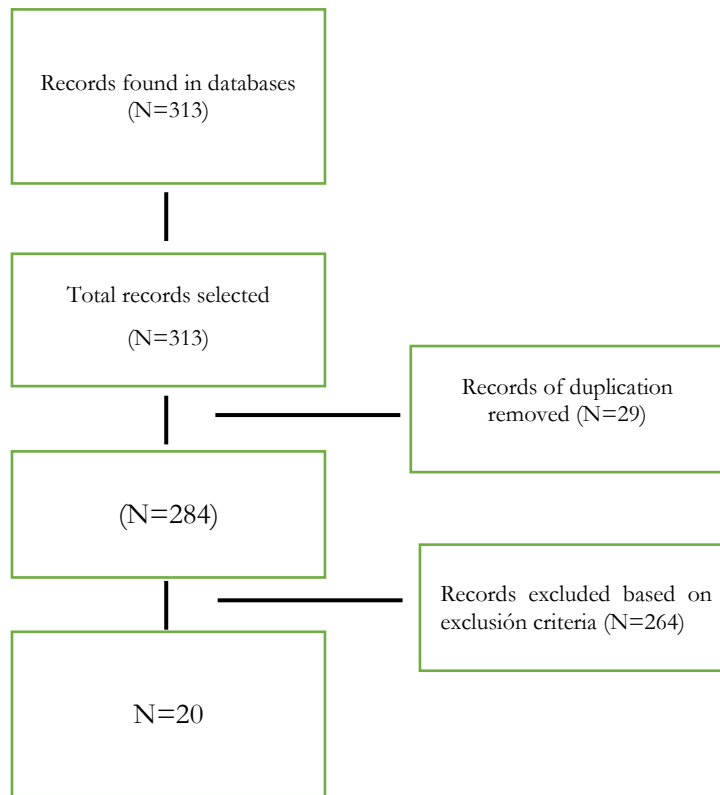 Records found in databases
(N=313)
Total records selected
(N=313)
Records of duplication
removed (N=29)
(N=284)
Records excluded based on
exclusión criteria (N=264)
N=20